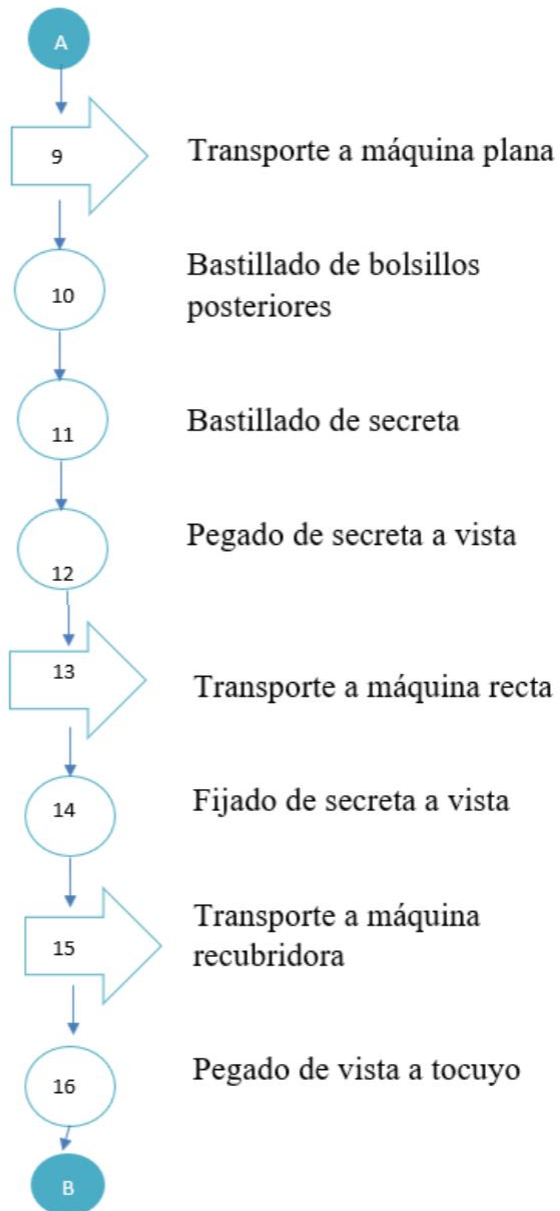 A
9
Transporte a máquina plana
10
Bastillado de bolsillos
posteriores
11
Bastillado de secreta
12
Pegado de secreta a vista
13
Transporte a máquina recta
14
Fijado de secreta a vista
15
Transporte a máquina
recubridora
16
Pegado de vista a tocuyo
B